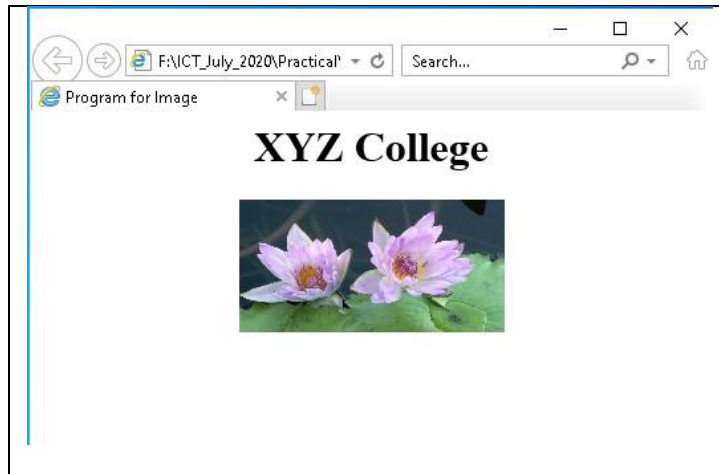 F:\ICT_July_2020\Practical'
Search...
Program for Image
XYZ College